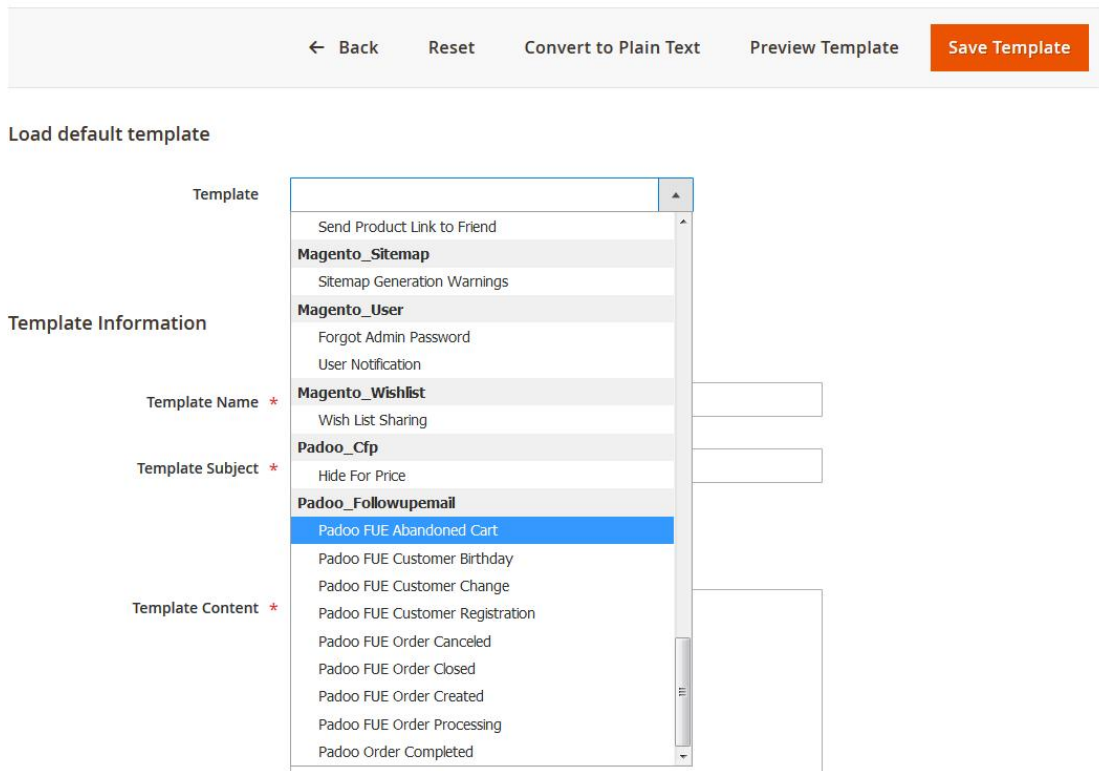 ← Back Reset Convert to Plain Text Preview Template Save Template
Load default template
Template
Send Product Link to Friend
Magento_Sitemap
Sitemap Generation Warnings
Magento_User
Template Information
Forgot Admin Password
User Notification
Magento_Wishlist
Template Name *
Wish List Sharing
Padoo_Cfp
Template Subject *
Hide For Price
Padoo_Followupemail
Padoo FUE Abandoned Cart
Padoo FUE Customer Birthday
Padoo FUE Customer Change
Template Content *
Padoo FUE Customer Registration
Padoo FUE Order Canceled
Padoo FUE Order Closed
Padoo FUE Order Created
Padoo FUE Order Processing
Padoo Order Completed